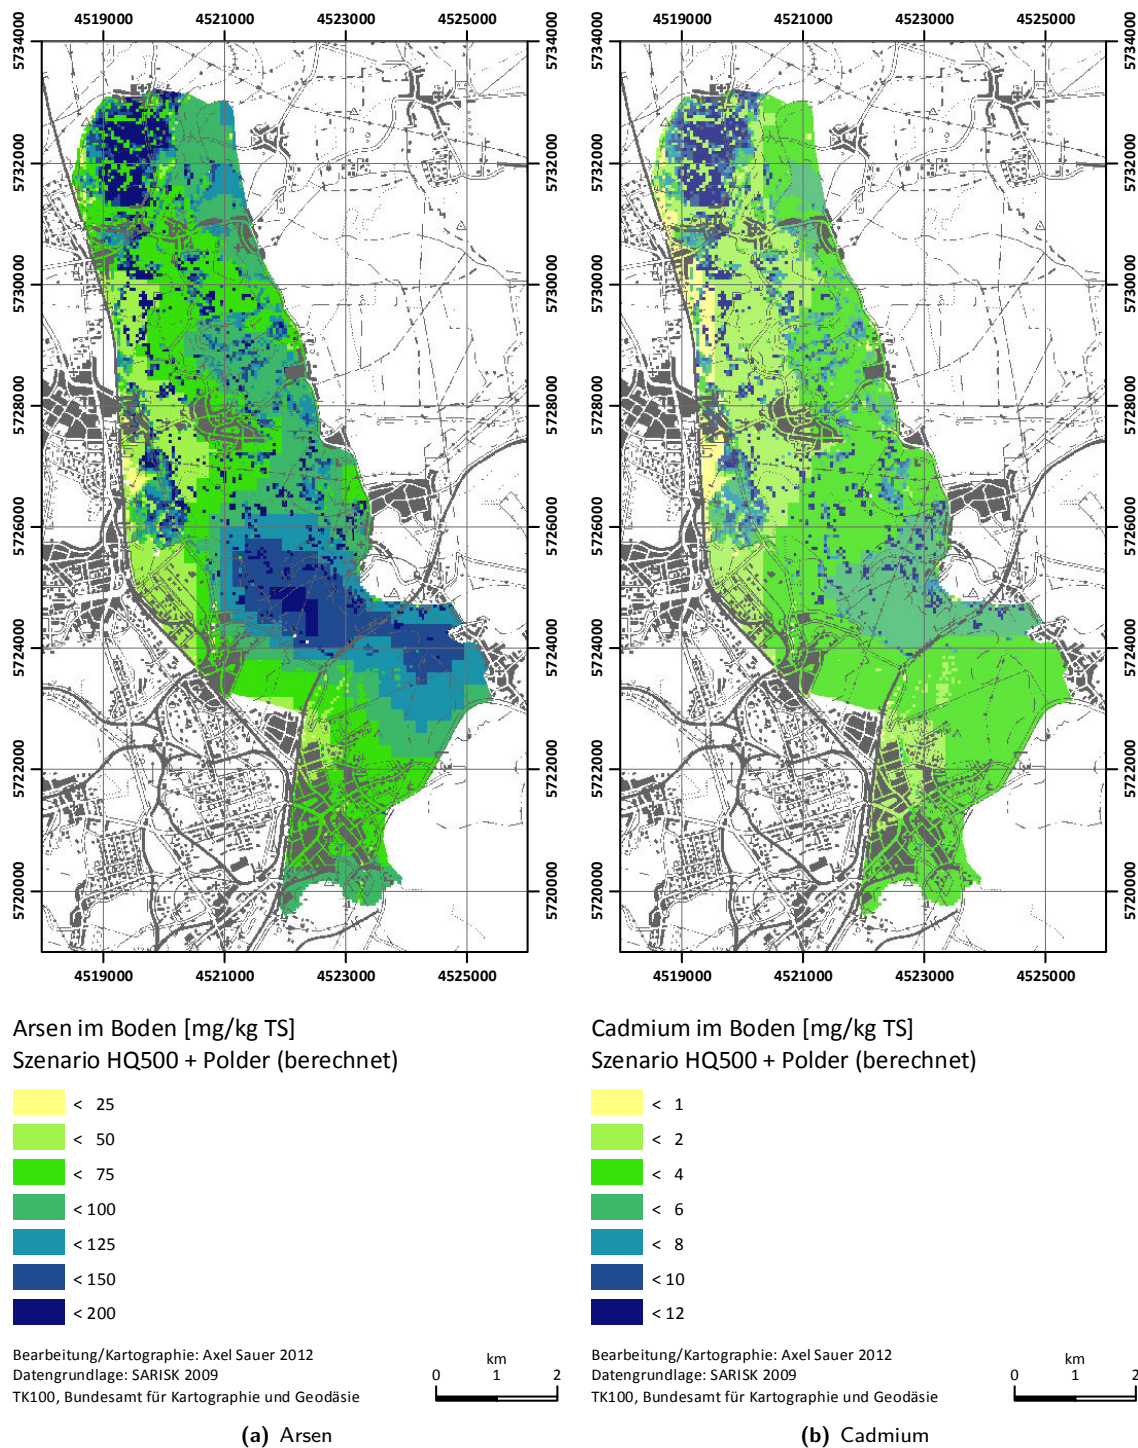 4519000 4521000 4523000 4525000
4519000 4521000 4523000 4525000
5734000 5734000 5734000 5734000
5732000 5732000 5732000 5732000
5730000 5730000 5730000 5730000
5728000 5728000 5728000 5728000
5726000 5726000 5726000 5726000
5724000 5724000 5724000 5724000
5722000 5722000 5722000 5722000
5720000 5720000 5720000 5720000
4519000 4521000 4523000 4525000
4519000 4521000 4523000 4525000
Arsen im Boden [mg/kg TS]
Szenario HQ500 + Polder (berechnet)
< 25
< 50
< 75
< 100
< 125
< 150
< 200
Bearbeitung/Kartographie: Axel Sauer 2012
Datengrundlage: SARISK 2009
TK100, Bundesamt für Kartographie und Geodäsie
km
0 1 2
(a) Arsen
Cadmium im Boden [mg/kg TS]
Szenario HQ500 + Polder (berechnet)
< 1
< 2
< 4
< 6
< 8
< 10
< 12
Bearbeitung/Kartographie: Axel Sauer 2012
Datengrundlage: SARISK 2009
TK100, Bundesamt für Kartographie und Geodäsie
km
0 1 2
(b) Cadmium